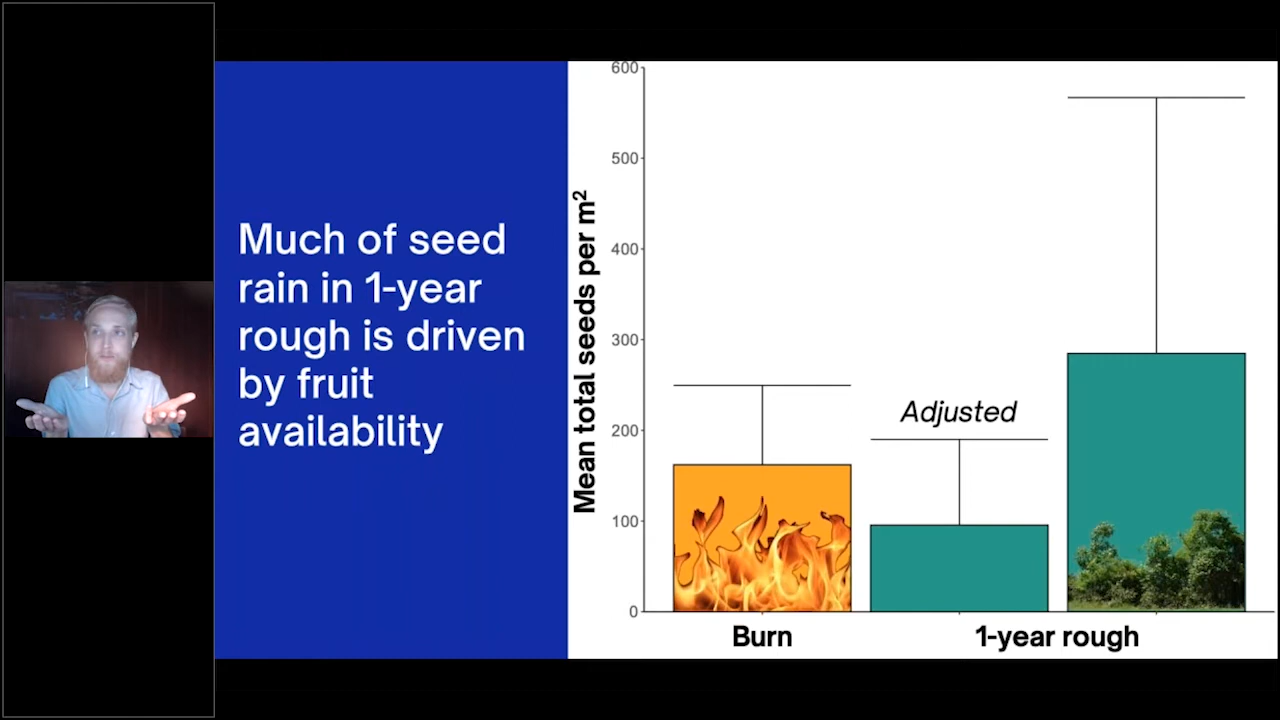 Much of seed
rain in 1-year
rough is driven
by fruit
availability
Mean total seeds per m²
600
500
400
300
200
100
0
Adjusted
Burn
1-year rough